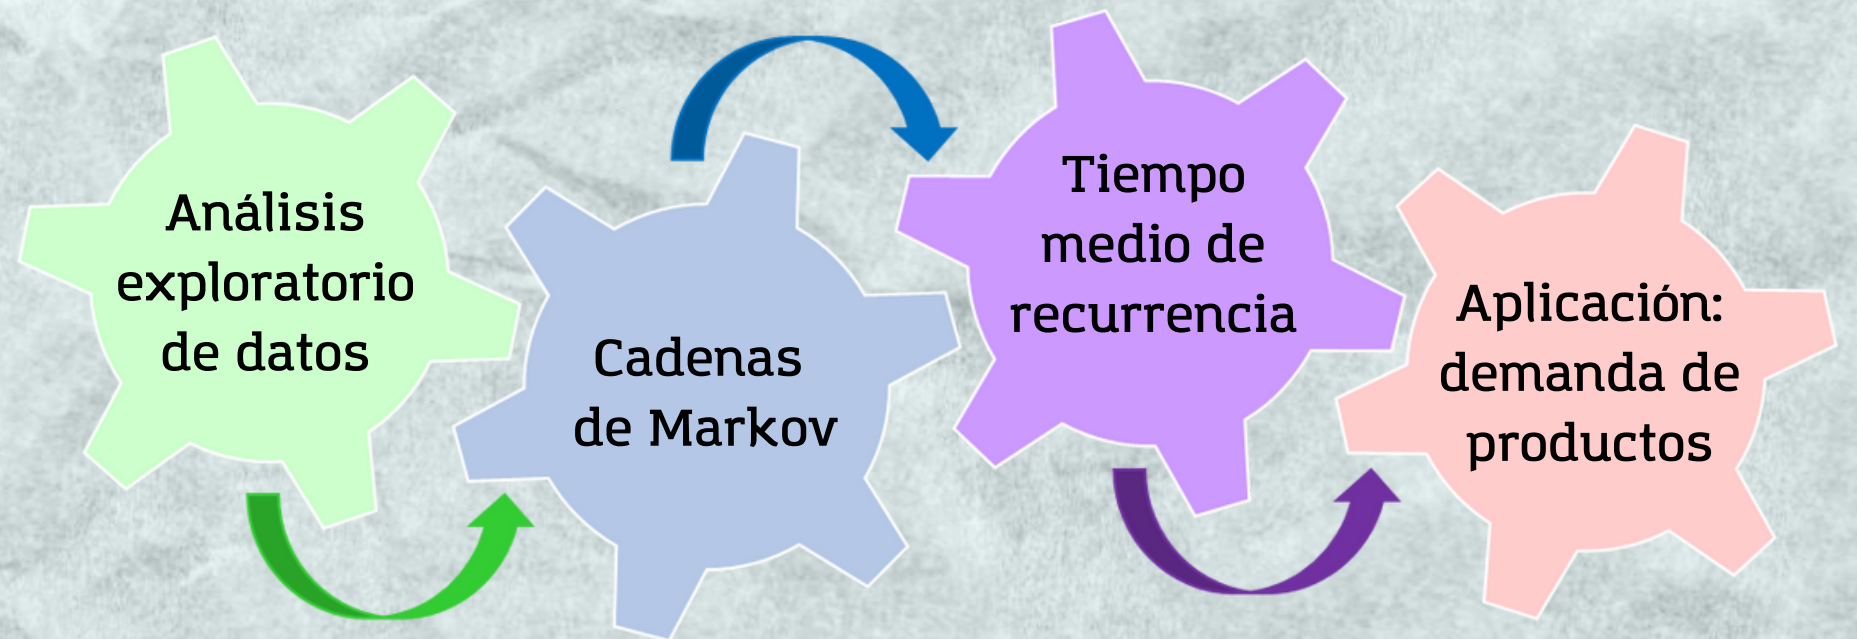 Análisis
exploratorio
de datos
Cadenas
de Markov
Tiempo
medio de
recurrencia
Aplicación:
demanda de
productos